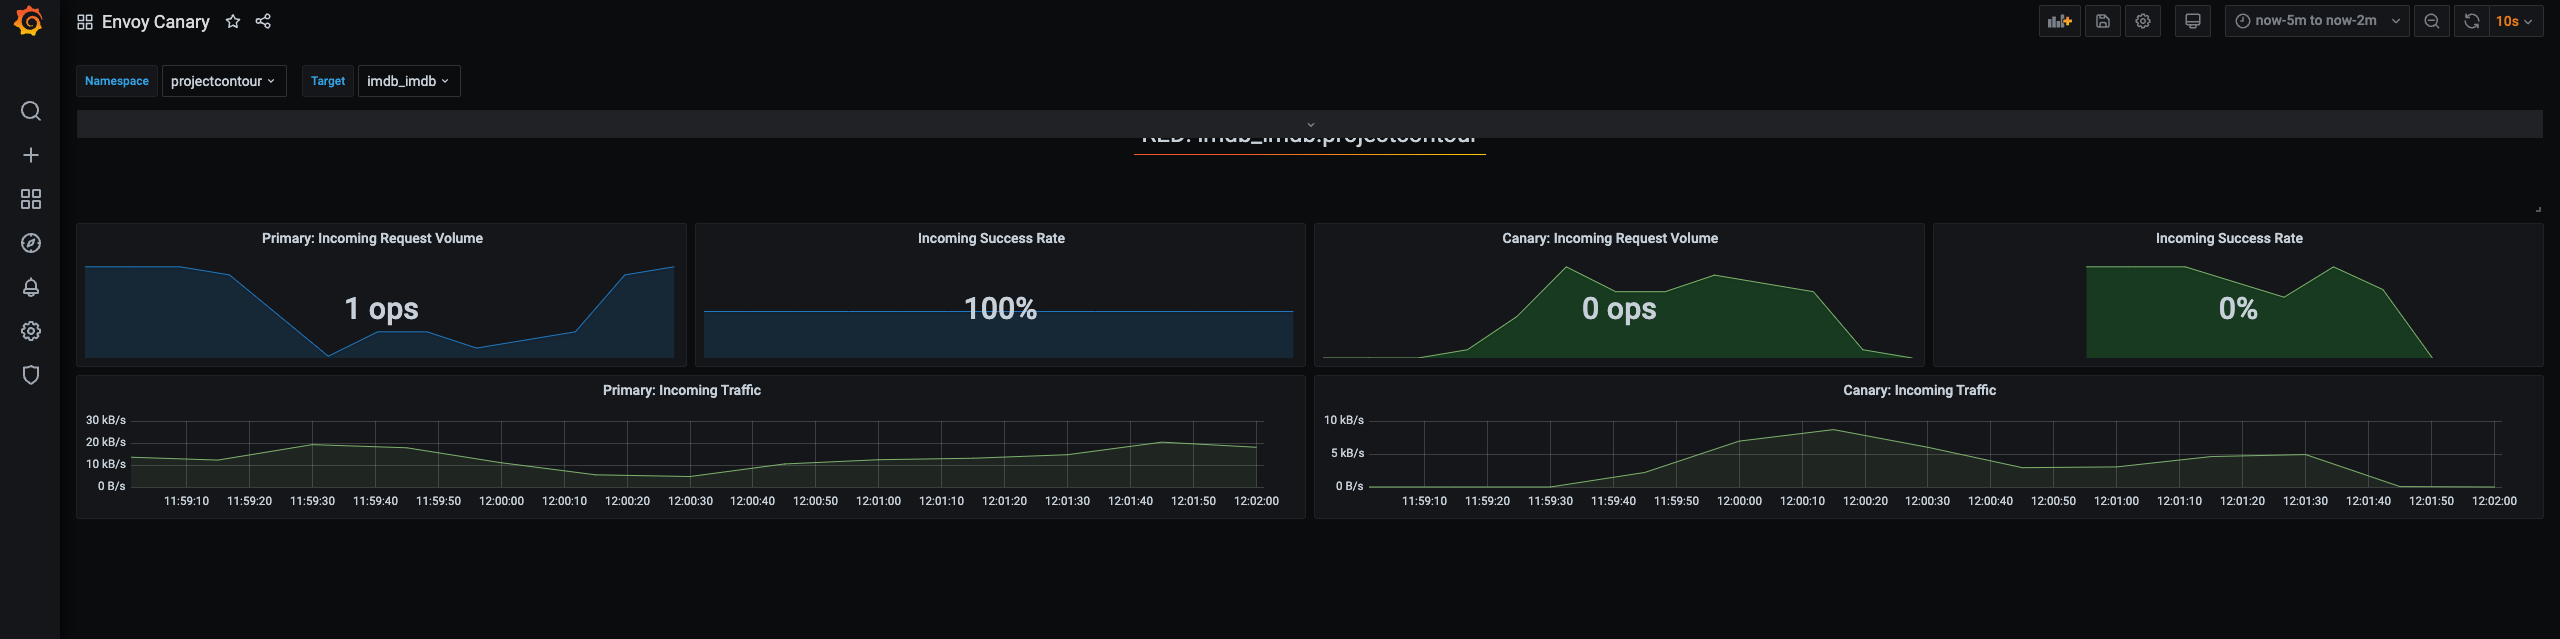 Envoy Canary
now-5m to now-2m
10s
Namespace projectcontour Target imdb_imdb
RED: imdb_imdb.projectcontour
Primary: Incoming Request Volume
1 ops
Incoming Success Rate
100%
Canary: Incoming Request Volume
0 ops
Incoming Success Rate
0%
Primary: Incoming Traffic
30 kB/s
20 kB/s
10 kB/s
0 B/s
11:59:10 11:59:20 11:59:30 11:59:40 11:59:50 12:00:00 12:00:10 12:00:20 12:00:30 12:00:40 12:00:50 12:01:00 12:01:10 12:01:20 12:01:30 12:01:40 12:01:50 12:02:00
Canary: Incoming Traffic
10 kB/s
5 kB/s
0 B/s
11:59:10 11:59:20 11:59:30 11:59:40 11:59:50 12:00:00 12:00:10 12:00:20 12:00:30 12:00:40 12:00:50 12:01:00 12:01:10 12:01:20 12:01:30 12:01:40 12:01:50 12:02:00